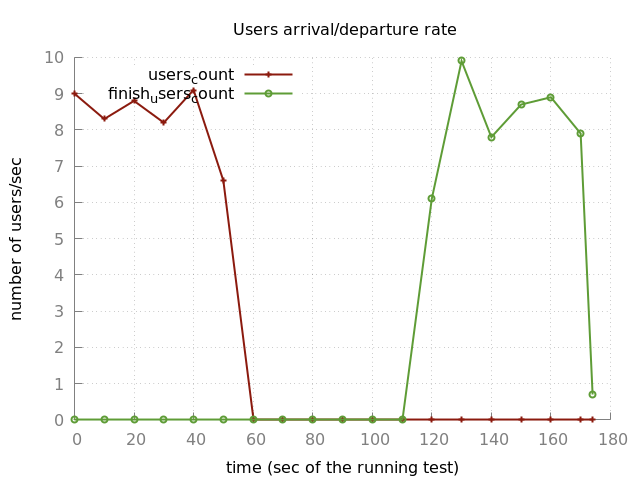 Users arrival/departure rate
10
9
8
7
6
5
4
3
2
1
0
users_count
finish_users_count
number of users/sec
0 20 40 60 80 100 120 140 160 180
time (sec of the running test)